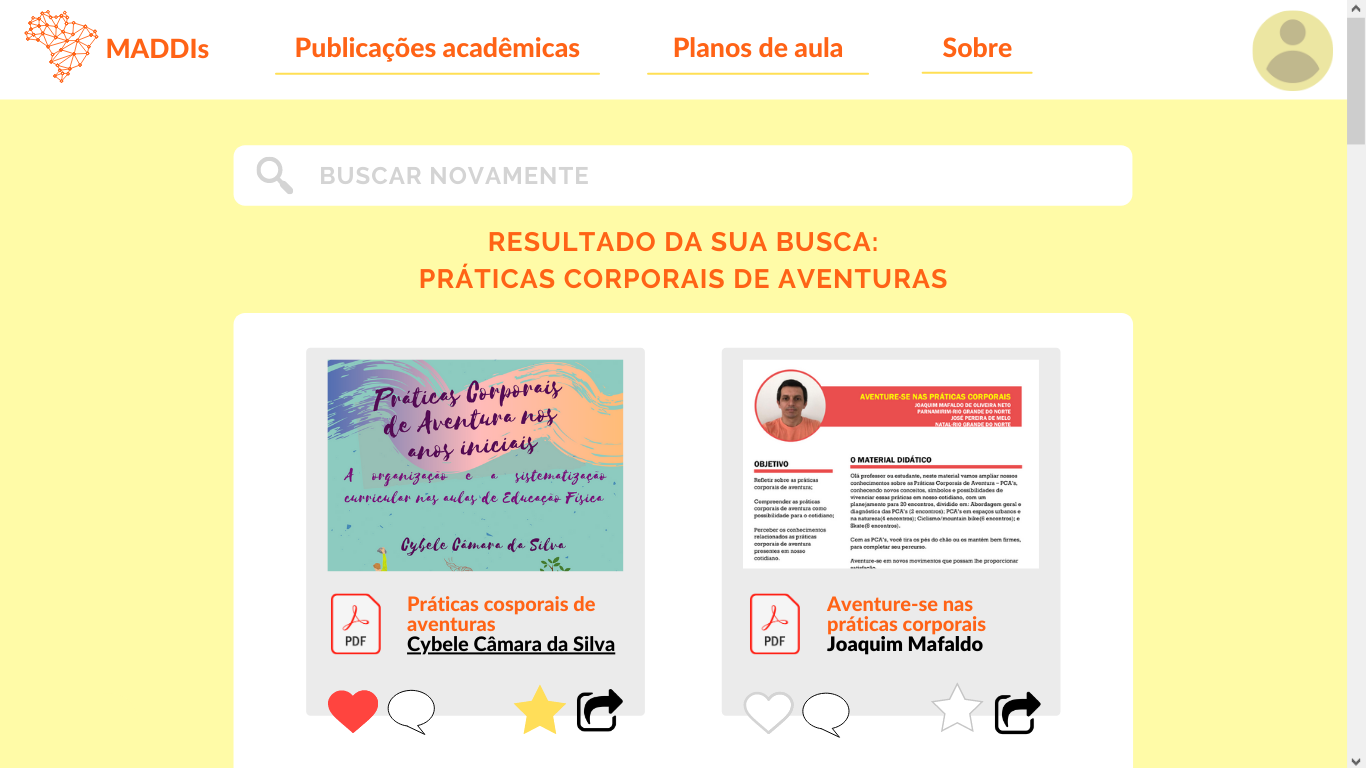 MADDIs
Publicações acadêmicas
Planos de aula
Sobre
BUSCAR NOVAMENTE
RESULTADO DA SUA BUSCA:
PRÁTICAS CORPORAIS DE AVENTURAS
Práticas Corporais
de Aventura nos
anos iniciais
A organização e a sistematização
curricular nas aulas de Educação Física
Cybele Câmara da Silva
PDF
Práticas cosporais de
aventuras
Cybele Câmara da Silva
AVENTURE-SE NAS PRÁTICAS CORPORAIS
JOAQUIM MAFALDO DE OLIVEIRA NETO
PARNAMIRIM-RIO GRANDE DO NORTE
JOSÉ PEREIRA DE MELO
NATAL-RIO GRANDE DO NORTE
OBJETIVO
Refletir sobre as práticas
corporais de aventura;
Compreender as práticas
corporais de aventura como
possibilidade para o cotidiano;
Perceber os conhecimentos
relacionados as práticas
corporais de aventura
presentes em nosso
cotidiano.
O MATERIAL DIDÁTICO
Olá professor ou estudante, neste material vamos ampliar nossos
conhecimentos sobre as Práticas Corporais de Aventura – PCA's,
conhecendo novos conceitos, símbolos e possibilidades de
vivenciar essas práticas em nosso cotidiano, com um
planejamento para 20 encontros, dividido em: Abordagem geral e
diagnóstica das PCA's (2 encontros); PCA's em espaços urbanos e
na natureza(4 encontros); Ciclismo/mountain bike(6 encontros); e
Skate(8 encontros).
Com as PCA's, você tira os pés do chão ou os mantém bem firmes,
para completar seu percurso.
Aventure-se em novos movimentos que possam lhe proporcionar
satisfação.
PDF
Aventure-se nas
práticas corporais
Joaquim Mafaldo